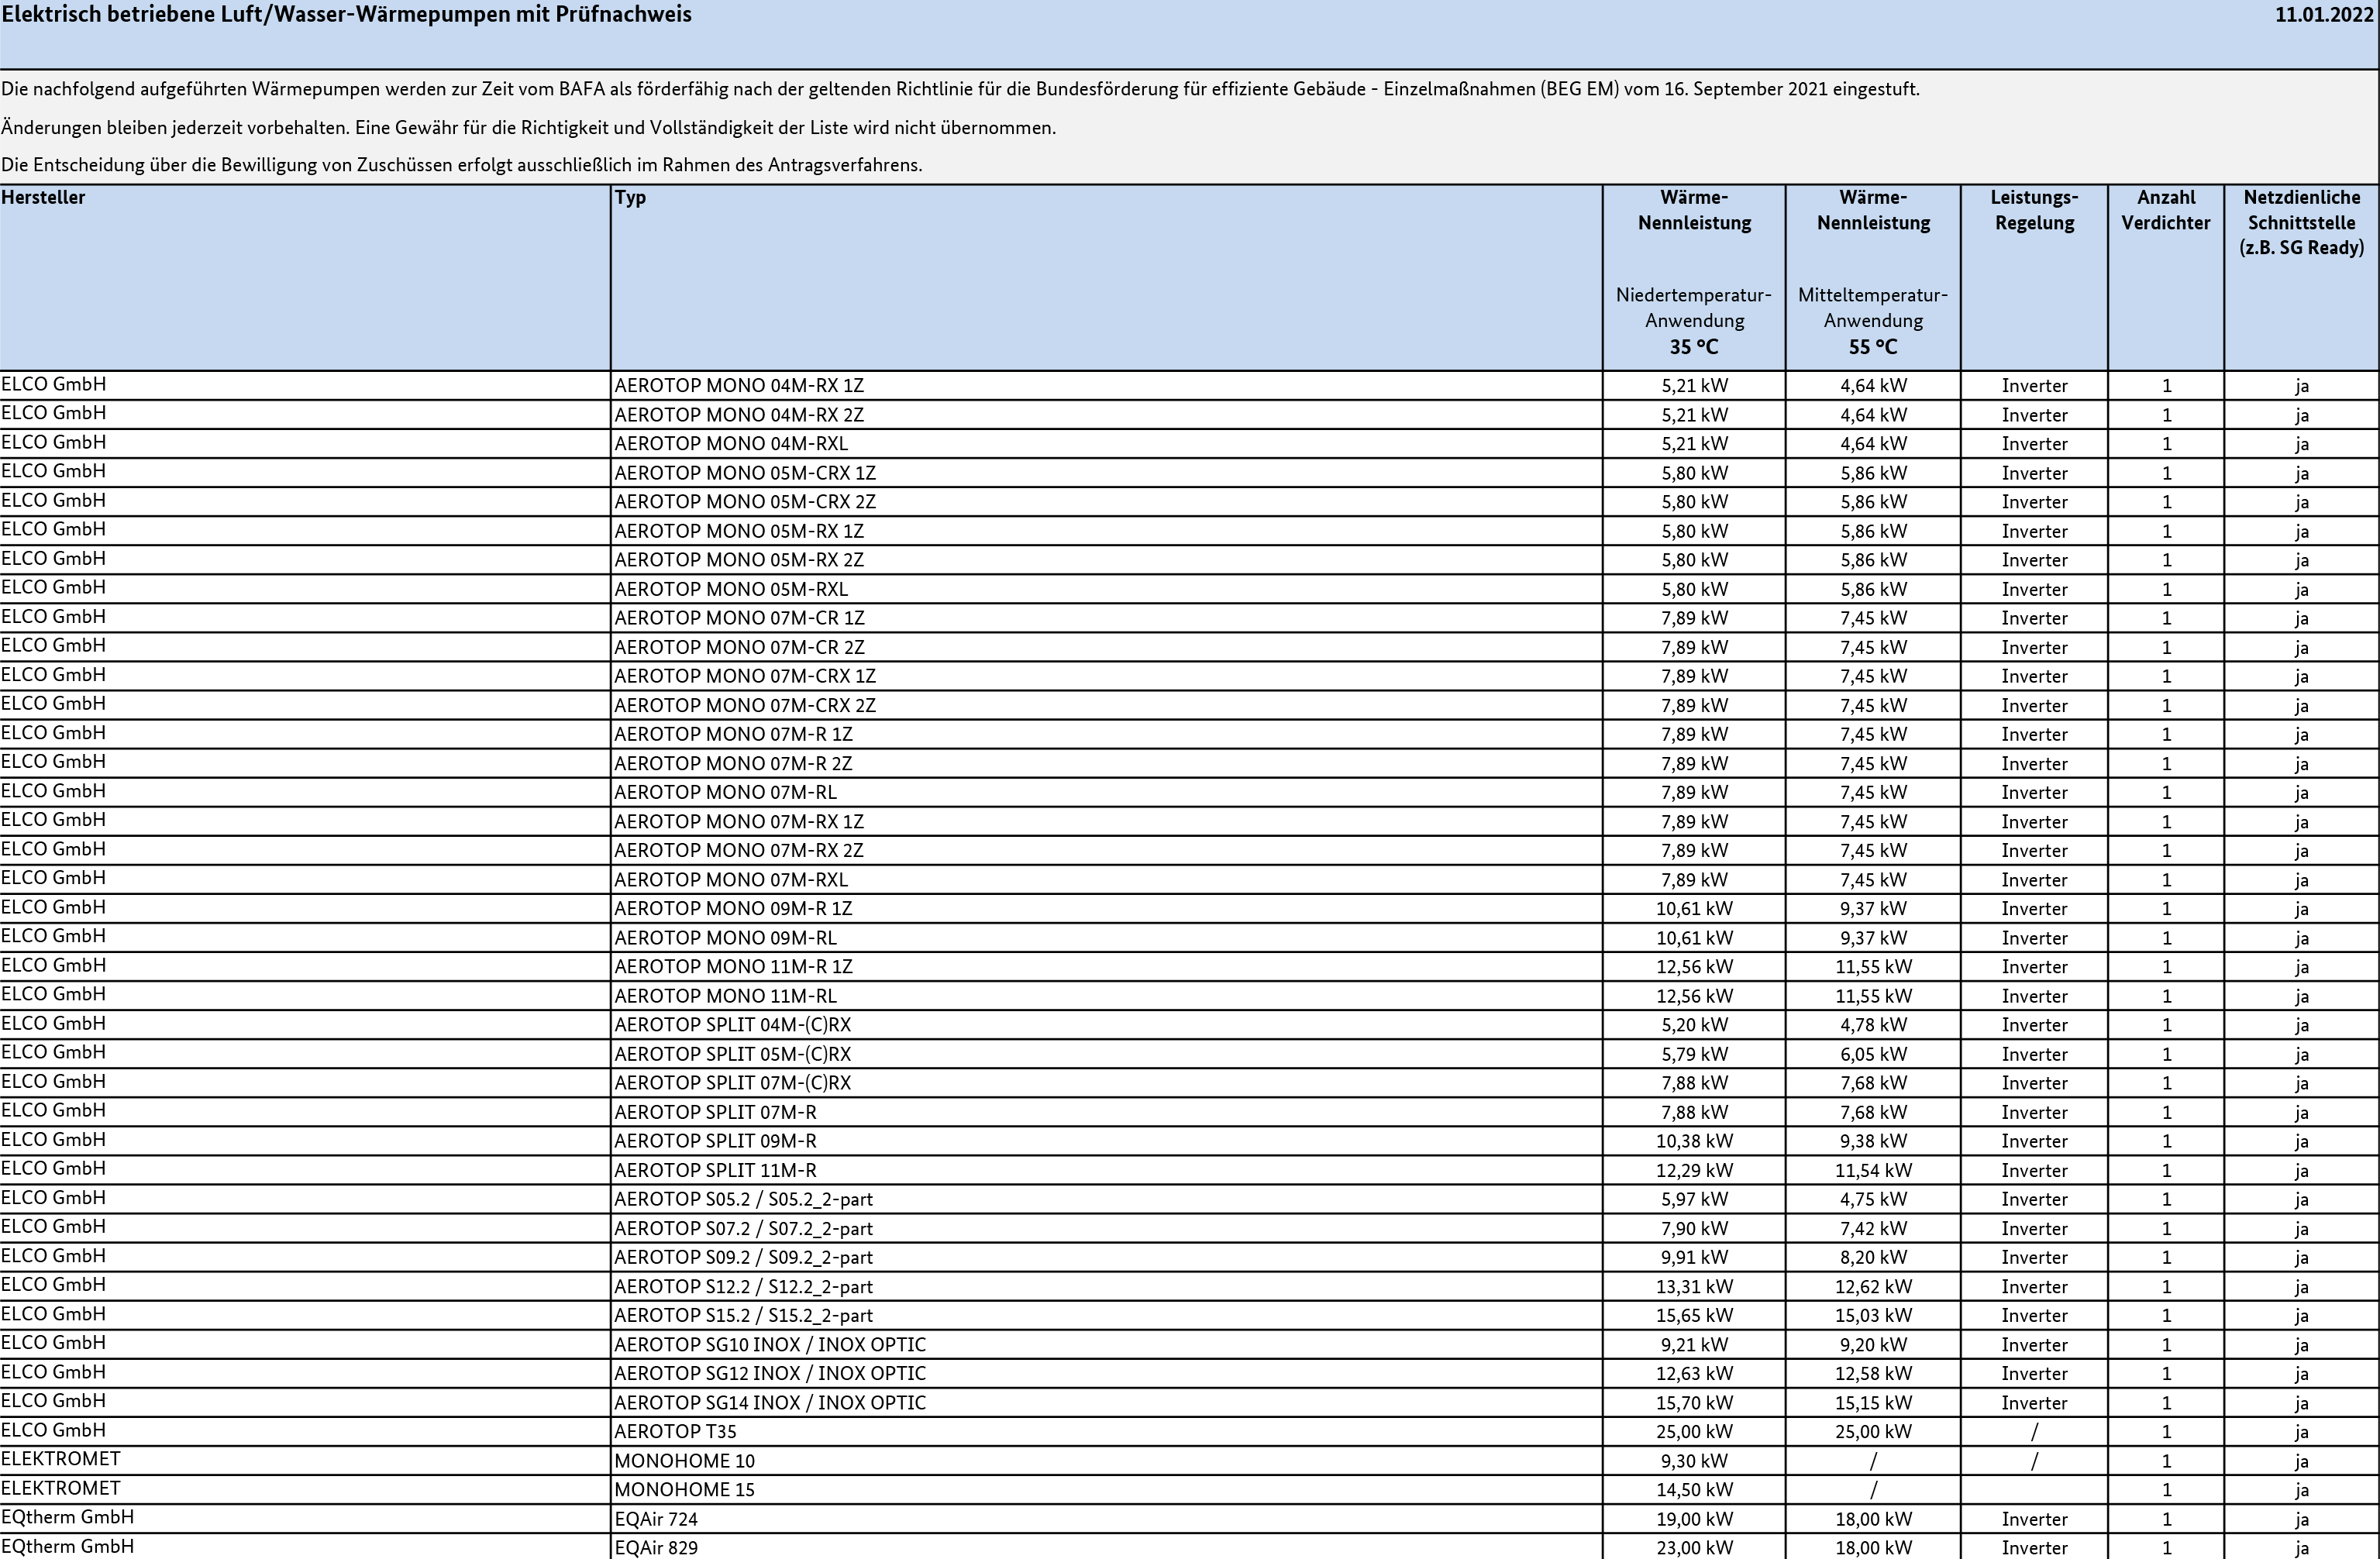 Elektrisch betriebene Luft/Wasser-Wärmepumpen mit Prüfnachweis 11.01.2022
Die nachfolgend aufgeführten Wärmepumpen werden zur Zeit vom BAFA als förderfähig nach der geltenden Richtlinie für die Bundesförderung für effiziente Gebäude - Einzelmaßnahmen (BEG EM) vom 16. September 2021 eingestuft.
Änderungen bleiben jederzeit vorbehalten. Eine Gewähr für die Richtigkeit und Vollständigkeit der Liste wird nicht übernommen.
Die Entscheidung über die Bewilligung von Zuschüssen erfolgt ausschließlich im Rahmen des Antragsverfahrens.
Hersteller Typ Wärme- Wärme- Leistungs- Anzahl Netzdienliche
Nennleistung Nennleistung Regelung Verdichter Schnittstelle
(z.B. SG Ready)
Niedertemperatur- Mitteltemperatur-
Anwendung Anwendung
35 °C 55 °C
ELCO GmbH AEROTOP MONO 04M-RX 1Z 5,21 kW 4,64 kW Inverter 1 ja
ELCO GmbH AEROTOP MONO 04M-RX 2Z 5,21 kW 4,64 kW Inverter 1 ja
ELCO GmbH AEROTOP MONO 04M-RXL 5,21 kW 4,64 kW Inverter 1 ja
ELCO GmbH AEROTOP MONO 05M-CRX 1Z 5,80 kW 5,86 kW Inverter 1 ja
ELCO GmbH AEROTOP MONO 05M-CRX 2Z 5,80 kW 5,86 kW Inverter 1 ja
ELCO GmbH AEROTOP MONO 05M-RX 1Z 5,80 kW 5,86 kW Inverter 1 ja
ELCO GmbH AEROTOP MONO 05M-RX 2Z 5,80 kW 5,86 kW Inverter 1 ja
ELCO GmbH AEROTOP MONO 05M-RXL 5,80 kW 5,86 kW Inverter 1 ja
ELCO GmbH AEROTOP MONO 07M-CR 1Z 7,89 kW 7,45 kW Inverter 1 ja
ELCO GmbH AEROTOP MONO 07M-CR 2Z 7,89 kW 7,45 kW Inverter 1 ja
ELCO GmbH AEROTOP MONO 07M-CRX 1Z 7,89 kW 7,45 kW Inverter 1 ja
ELCO GmbH AEROTOP MONO 07M-CRX 2Z 7,89 kW 7,45 kW Inverter 1 ja
ELCO GmbH AEROTOP MONO 07M-R 1Z 7,89 kW 7,45 kW Inverter 1 ja
ELCO GmbH AEROTOP MONO 07M-R 2Z 7,89 kW 7,45 kW Inverter 1 ja
ELCO GmbH AEROTOP MONO 07M-RL 7,89 kW 7,45 kW Inverter 1 ja
ELCO GmbH AEROTOP MONO 07M-RX 1Z 7,89 kW 7,45 kW Inverter 1 ja
ELCO GmbH AEROTOP MONO 07M-RX 2Z 7,89 kW 7,45 kW Inverter 1 ja
ELCO GmbH AEROTOP MONO 07M-RXL 7,89 kW 7,45 kW Inverter 1 ja
ELCO GmbH AEROTOP MONO 09M-R 1Z 10,61 kW 9,37 kW Inverter 1 ja
ELCO GmbH AEROTOP MONO 09M-RL 10,61 kW 9,37 kW Inverter 1 ja
ELCO GmbH AEROTOP MONO 11M-R 1Z 12,56 kW 11,55 kW Inverter 1 ja
ELCO GmbH AEROTOP MONO 11M-RL 12,56 kW 11,55 kW Inverter 1 ja
ELCO GmbH AEROTOP SPLIT 04M-(C)RX 5,20 kW 4,78 kW Inverter 1 ja
ELCO GmbH AEROTOP SPLIT 05M-(C)RX 5,79 kW 6,05 kW Inverter 1 ja
ELCO GmbH AEROTOP SPLIT 07M-(C)RX 7,88 kW 7,68 kW Inverter 1 ja
ELCO GmbH AEROTOP SPLIT 07M-R 7,88 kW 7,68 kW Inverter 1 ja
ELCO GmbH AEROTOP SPLIT 09M-R 10,38 kW 9,38 kW Inverter 1 ja
ELCO GmbH AEROTOP SPLIT 11M-R 12,29 kW 11,54 kW Inverter 1 ja
ELCO GmbH AEROTOP S05.2 / S05.2_2-part 5,97 kW 4,75 kW Inverter 1 ja
ELCO GmbH AEROTOP S07.2 / S07.2_2-part 7,90 kW 7,42 kW Inverter 1 ja
ELCO GmbH AEROTOP S09.2 / S09.2_2-part 9,91 kW 8,20 kW Inverter 1 ja
ELCO GmbH AEROTOP S12.2 / S12.2_2-part 13,31 kW 12,62 kW Inverter 1 ja
ELCO GmbH AEROTOP S15.2 / S15.2_2-part 15,65 kW 15,03 kW Inverter 1 ja
ELCO GmbH AEROTOP SG10 INOX / INOX OPTIC 9,21 kW 9,20 kW Inverter 1 ja
ELCO GmbH AEROTOP SG12 INOX / INOX OPTIC 12,63 kW 12,58 kW Inverter 1 ja
ELCO GmbH AEROTOP SG14 INOX / INOX OPTIC 15,70 kW 15,15 kW Inverter 1 ja
ELCO GmbH AEROTOP T35 25,00 kW 25,00 kW / 1 ja
ELEKTROMET MONOHOME 10 9,30 kW / / 1 ja
ELEKTROMET MONOHOME 15 14,50 kW / 1 ja
EQtherm GmbH EQAir 724 19,00 kW 18,00 kW Inverter 1 ja
EQtherm GmbH EQAir 829 23,00 kW 18,00 kW Inverter 1 ja